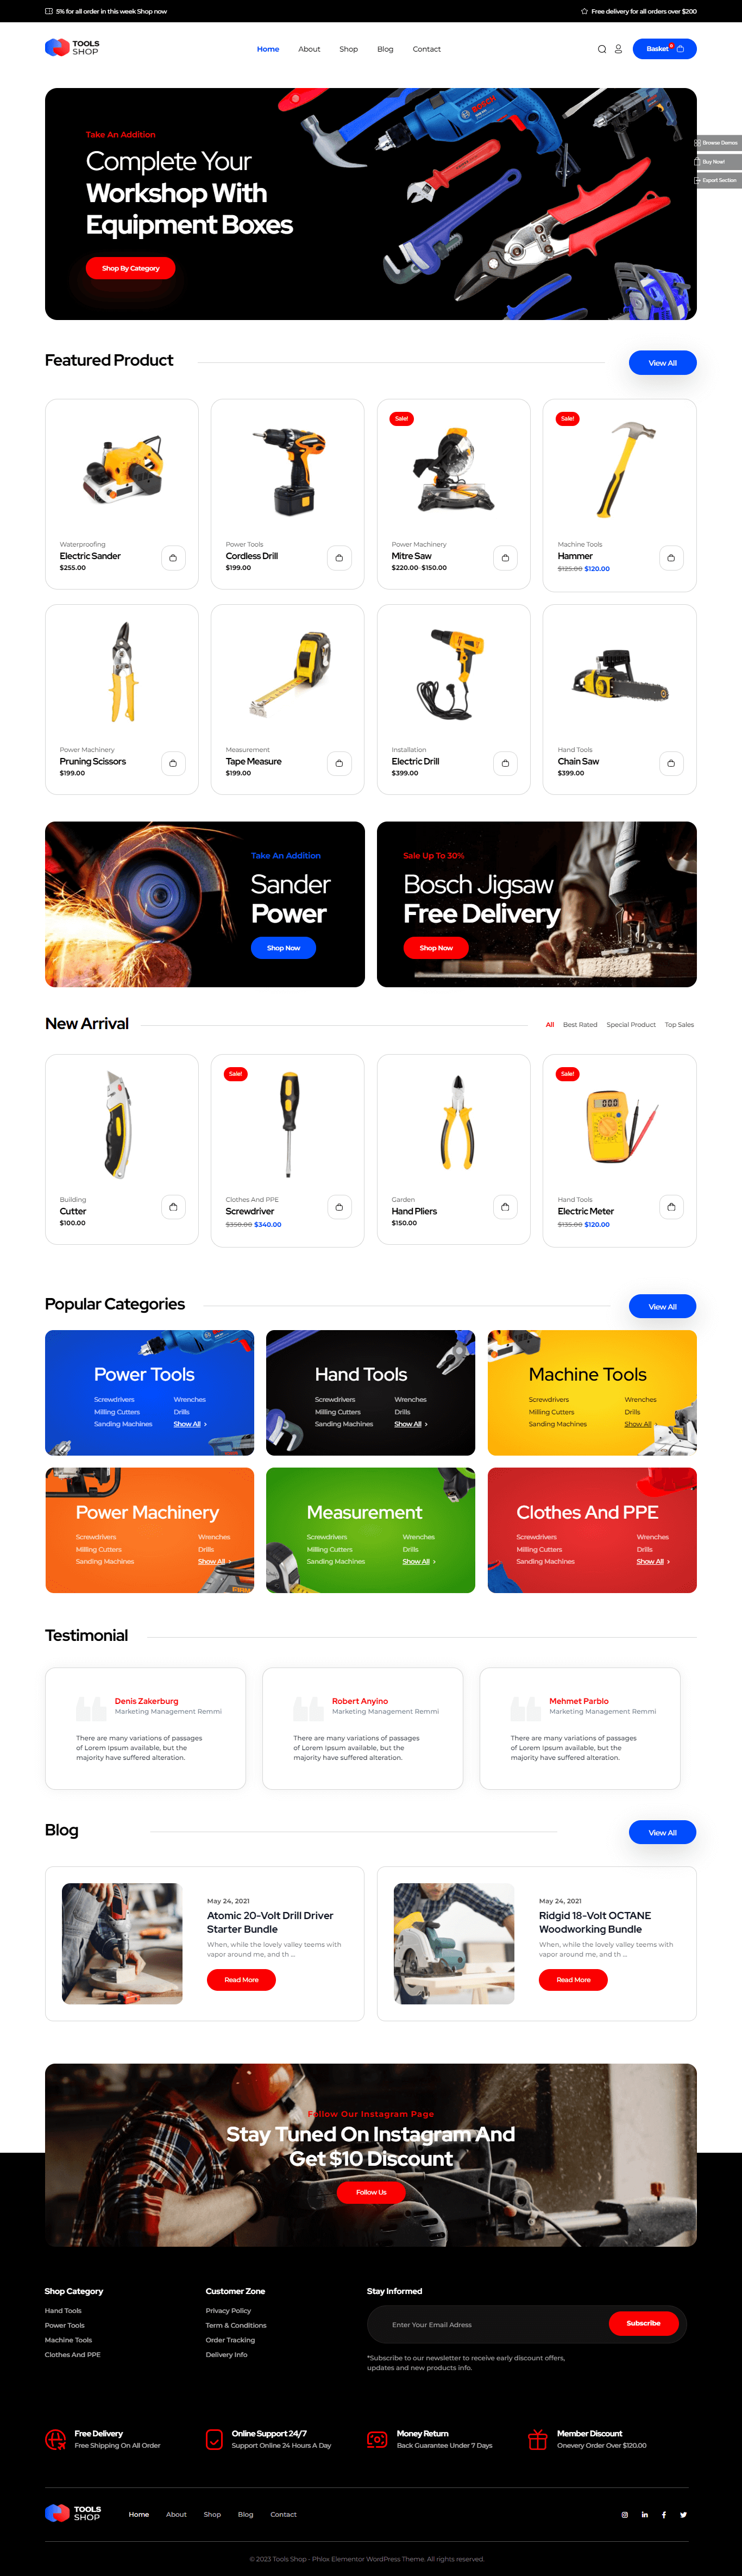 5% for all order in this week Shop now
Free delivery for all orders over $200
TOOLS
SHOP
Home
About
Shop
Blog
Contact
Basket
Browse Demos
Buy Now!
Export Section
Take An Addition
Complete Your
Workshop With
Equipment Boxes
Shop By Category
BOSCH
Featured Product
View All
Waterproofing
Electric Sander
$255.00
Power Tools
Cordless Drill
$199.00
Sale!
Power Machinery
Mitre Saw
$220.00–$150.00
Sale!
Machine Tools
Hammer
$125.00 $120.00
Power Machinery
Pruning Scissors
$199.00
Measurement
Tape Measure
$199.00
Installation
Electric Drill
$399.00
Hand Tools
Chain Saw
$399.00
Take An Addition
Sander
Power
Shop Now
Sale Up To 30%
Bosch Jigsaw
Free Delivery
Shop Now
New Arrival
All
Best Rated
Special Product
Top Sales
Building
Cutter
$100.00
Sale!
Clothes And PPE
Screwdriver
$350.00 $340.00
Garden
Hand Pliers
$150.00
Sale!
000
Hand Tools
Electric Meter
$135.00 $120.00
Popular Categories
View All
Power Tools
Screwdrivers
Wrenches
Milling Cutters
Drills
Sanding Machines
Show All
Hand Tools
Screwdrivers
Wrenches
Milling Cutters
Drills
Sanding Machines
Show All
Machine Tools
Screwdrivers
Wrenches
Milling Cutters
Drills
Sanding Machines
Show All
Power Machinery
Screwdrivers
Wrenches
Milling Cutters
Drills
Sanding Machines
Show All
Measurement
Screwdrivers
Wrenches
Milling Cutters
Drills
Sanding Machines
Show All
Clothes And PPE
Screwdrivers
Wrenches
Milling Cutters
Drills
Sanding Machines
Show All
Testimonial
Denis Zakerburg
Marketing Management Remmi
There are many variations of passages
of Lorem Ipsum available, but the
majority have suffered alteration.
Robert Anyino
Marketing Management Remmi
There are many variations of passages
of Lorem Ipsum available, but the
majority have suffered alteration.
Mehmet Parblo
Marketing Management Remmi
There are many variations of passages
of Lorem Ipsum available, but the
majority have suffered alteration.
Blog
View All
May 24, 2021
Atomic 20-Volt Drill Driver
Starter Bundle
When, while the lovely valley teems with
vapor around me, and th ...
Read More
May 24, 2021
Ridgid 18-Volt OCTANE
Woodworking Bundle
When, while the lovely valley teems with
vapor around me, and th ...
Read More
Follow Our Instagram Page
Stay Tuned On Instagram And
Get $10 Discount
Follow Us
Shop Category
Hand Tools
Power Tools
Machine Tools
Clothes And PPE
Customer Zone
Privacy Policy
Term & Conditions
Order Tracking
Delivery Info
Stay Informed
Enter Your Email Adress
Subscribe
*Subscribe to our newsletter to receive early discount offers,
updates and new products info.
Free Delivery
Free Shipping On All Order
Online Support 24/7
Support Online 24 Hours A Day
Money Return
Back Guarantee Under 7 Days
Member Discount
Onevery Order Over $120.00
TOOLS
SHOP
Home
About
Shop
Blog
Contact
© 2023 Tools Shop - Phlox Elementor WordPress Theme. All rights reserved.